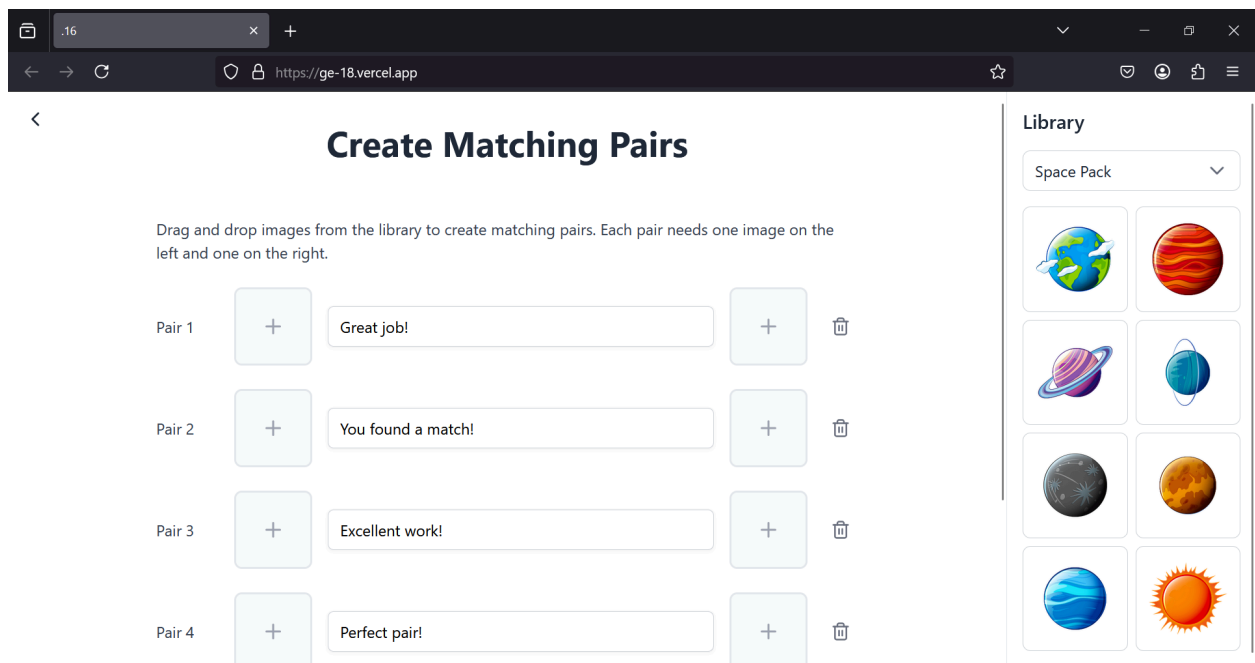 .16
https://ge-18.vercel.app
Create Matching Pairs
Drag and drop images from the library to create matching pairs. Each pair needs one image on the
left and one on the right.
Pair 1
Great job!
Pair 2
You found a match!
Pair 3
Excellent work!
Pair 4
Perfect pair!
Library
Space Pack